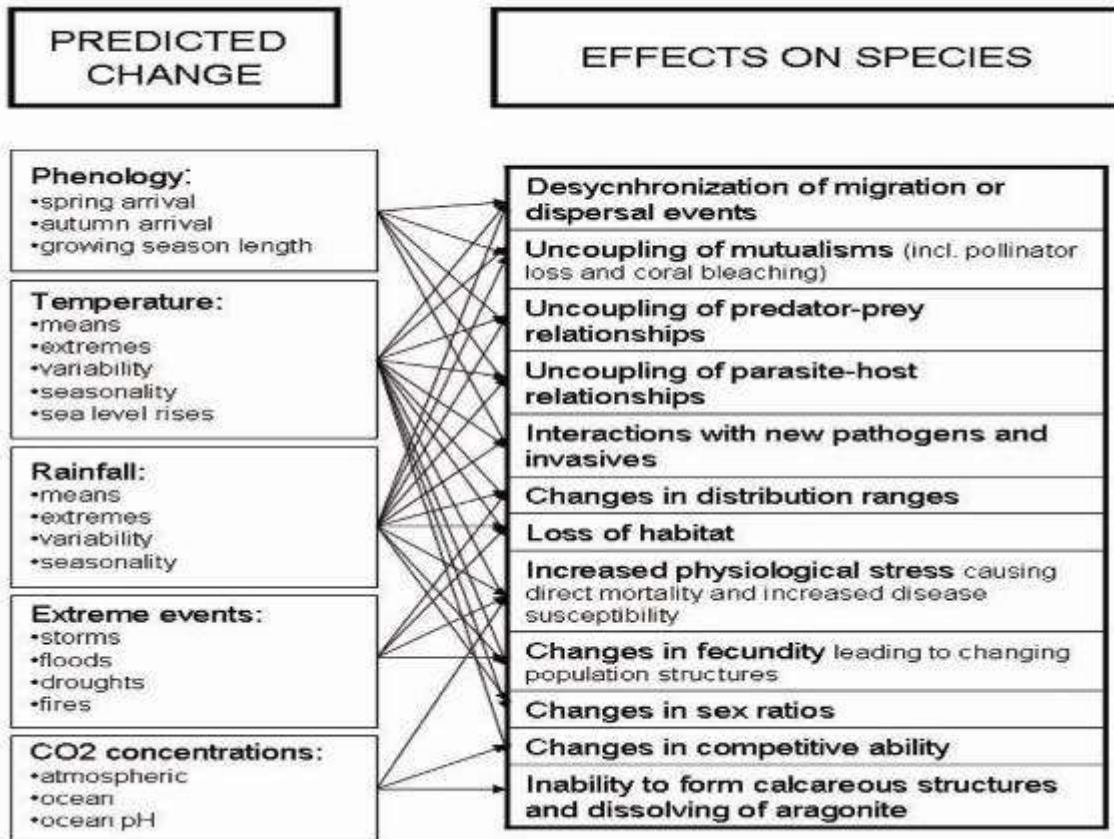 PREDICTED
CHANGE
EFFECTS ON SPECIES
Phenology:
•spring arrival
•autumn arrival
•growing season length
Temperature:
•means
•extremes
•variability
•seasonality
•sea level rises
Rainfall:
•means
•extremes
•variability
•seasonality
Extreme events:
•storms
•floods
•droughts
•fires
CO2 concentrations:
•atmospheric
•ocean
•ocean pH
Desycnhronization of migration or
dispersal events
Uncoupling of mutualisms (incl. pollinator
loss and coral bleaching)
Uncoupling of predator-prey
relationships
Uncoupling of parasite-host
relationships
Interactions with new pathogens and
invasives
Changes in distribution ranges
Loss of habitat
Increased physiological stress causing
direct mortality and increased disease
susceptibility
Changes in fecundity leading to changing
population structures
Changes in sex ratios
Changes in competitive ability
Inability to form calcareous structures
and dissolving of aragonite